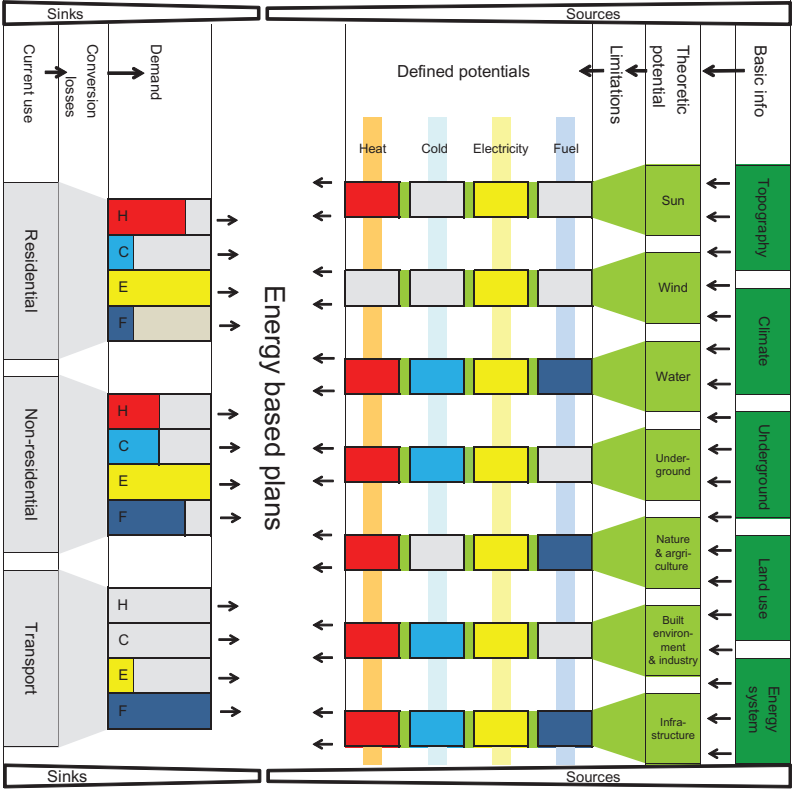 Sinks
Sources
Current use
Conversion
losses
Demand
Defined potentials
Limitations
Theoretic
potential
Basic info
Heat
Cold
Electricity
Fuel
Residential
H
C
E
F
Non-residential
H
C
E
F
Transport
H
C
E
F
Energy based plans
Sun
Wind
Water
Under-
ground
Nature
& argri-
culture
Built
environ-
ment
& industry
Infra-
structure
Topography
Climate
Underground
Land use
Energy
system
Sinks
Sources